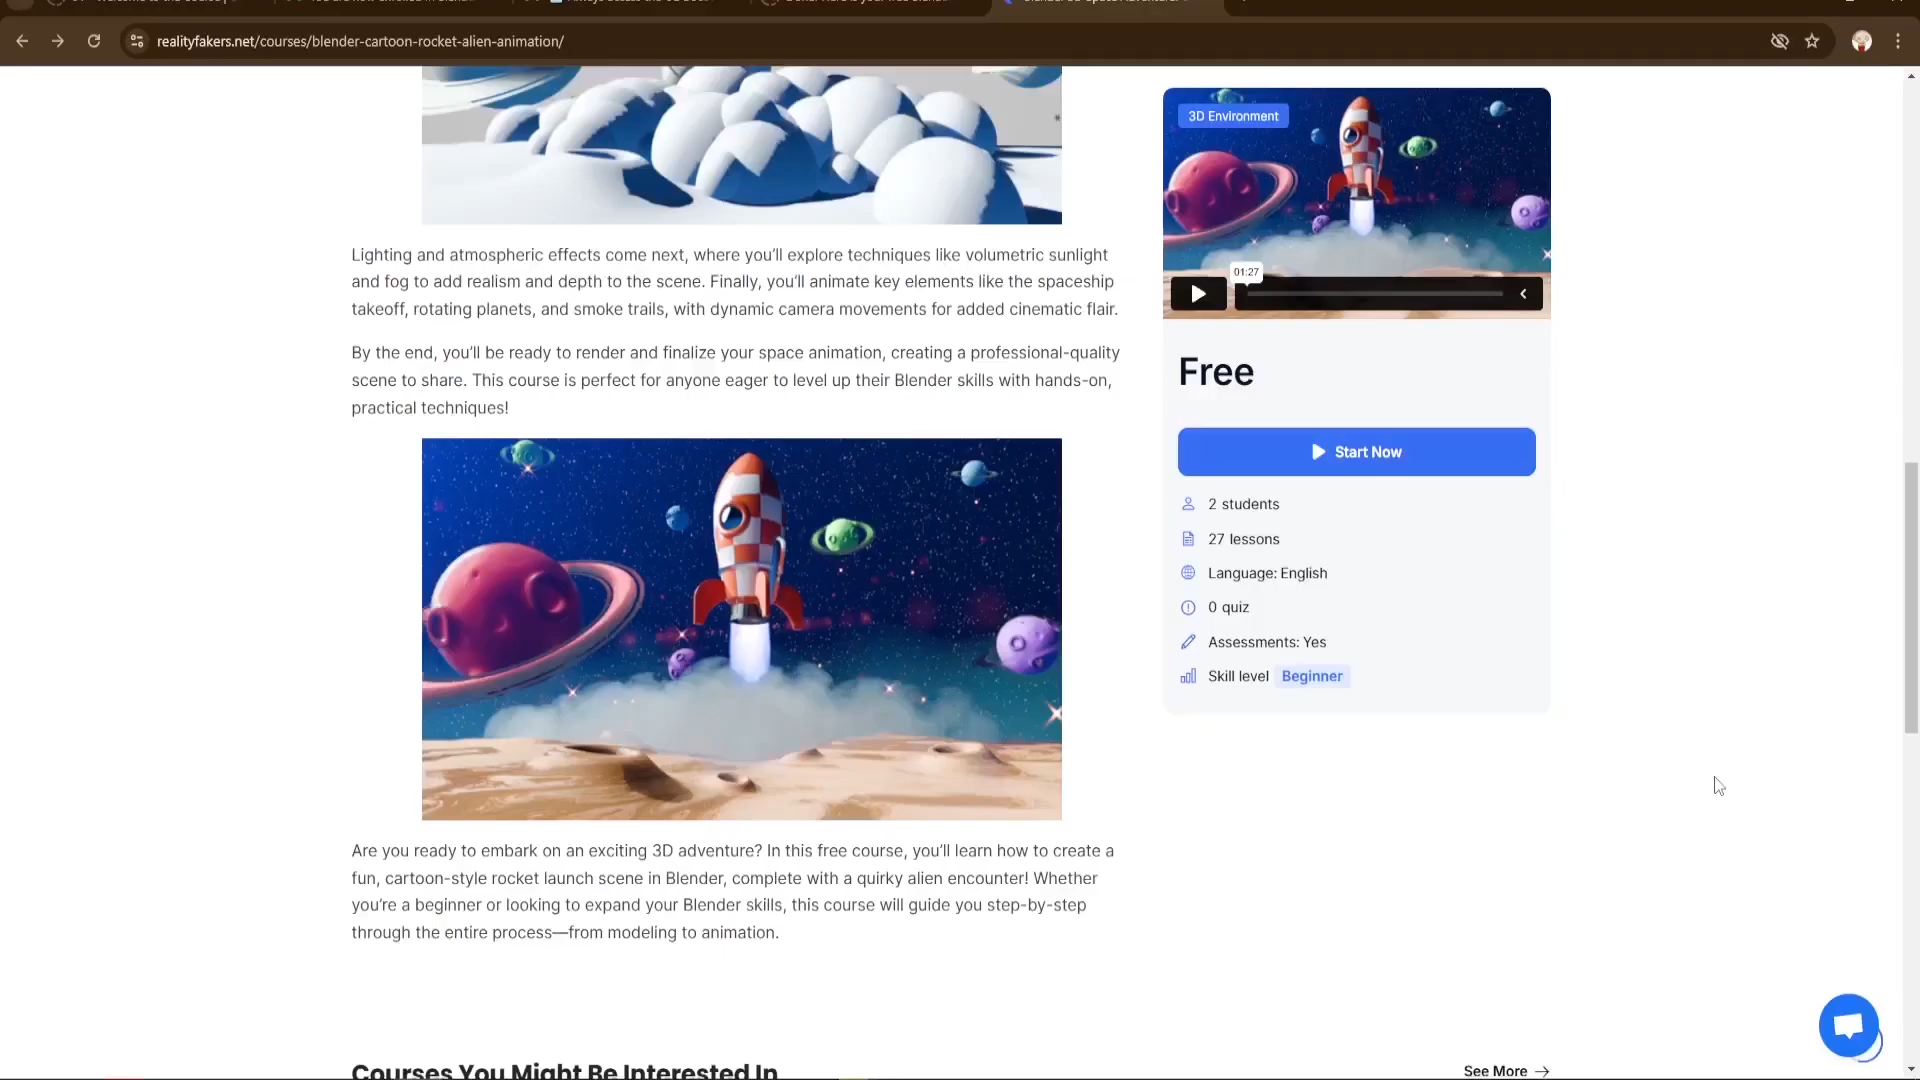 realityfakers.net/courses/blender-cartoon-rocket-alien-animation/
Lighting and atmospheric effects come next, where you'll explore techniques like volumetric sunlight
and fog to add realism and depth to the scene. Finally, you'll animate key elements like the spaceship
takeoff, rotating planets, and smoke trails, with dynamic camera movements for added cinematic flair.
By the end, you'll be ready to render and finalize your space animation, creating a professional-quality
scene to share. This course is perfect for anyone eager to level up their Blender skills with hands-on,
practical techniques!
Are you ready to embark on an exciting 3D adventure? In this free course, you'll learn how to create a
fun, cartoon-style rocket launch scene in Blender, complete with a quirky alien encounter! Whether
you're a beginner or looking to expand your Blender skills, this course will guide you step-by-step
through the entire process—from modeling to animation.
3D Environment
01:27
Free
Start Now
2 students
27 lessons
Language: English
0 quiz
Assessments: Yes
Skill level Beginner
Courses You Might Be Interested In
See More →